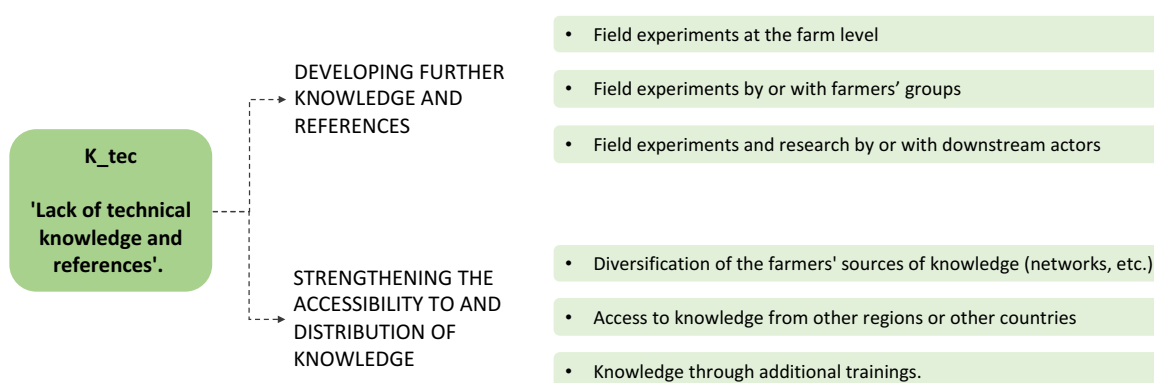 K_tec
'Lack of technical
knowledge and
references'.
DEVELOPING FURTHER
KNOWLEDGE AND
REFERENCES
• Field experiments at the farm level
• Field experiments by or with farmers’ groups
• Field experiments and research by or with downstream actors
STRENGTHENING THE
ACCESSIBILITY TO AND
DISTRIBUTION OF
KNOWLEDGE
• Diversification of the farmers' sources of knowledge (networks, etc.)
• Access to knowledge from other regions or other countries
• Knowledge through additional trainings.